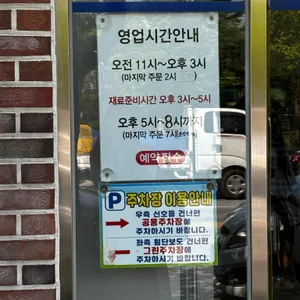 영업시간안내
오전 11시~오후 3시
(마지막 주문 2시 )
재료준비시간 오후 3시~5시
오후 5시~8시까지
(마지막 주문 7시
예약필수
P 주차장 이용안내
우측 신호등 건너면
공용주차장에
주차하시기 바랍니다.
좌측 횡단보도 건너면
그린주차장에
주차하시기 바랍니다.